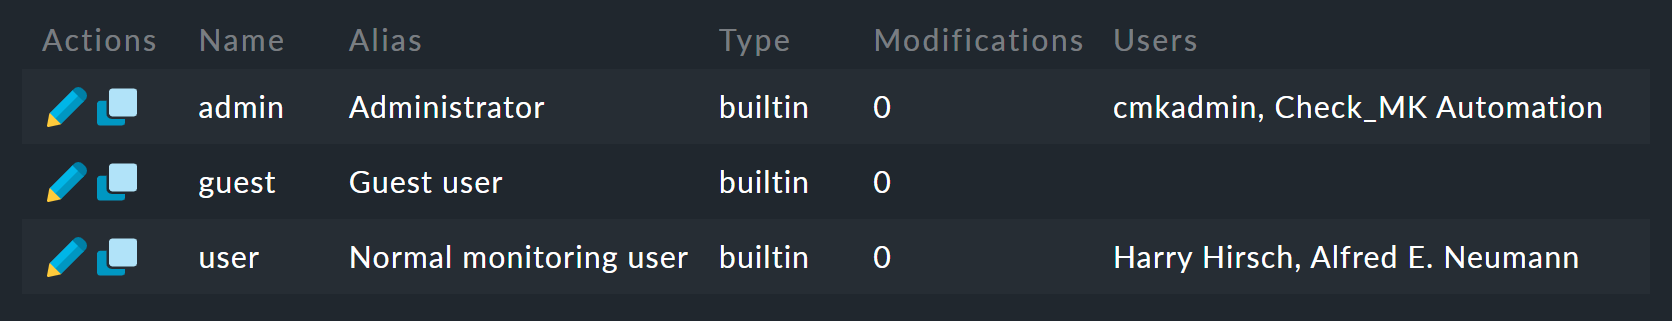 Actions Name Alias Type Modifications Users
admin Administrator builtin 0 cmkadmin, Check_MK Automation
guest Guest user builtin 0
user Normal monitoring user builtin 0 Harry Hirsch, Alfred E. Neumann